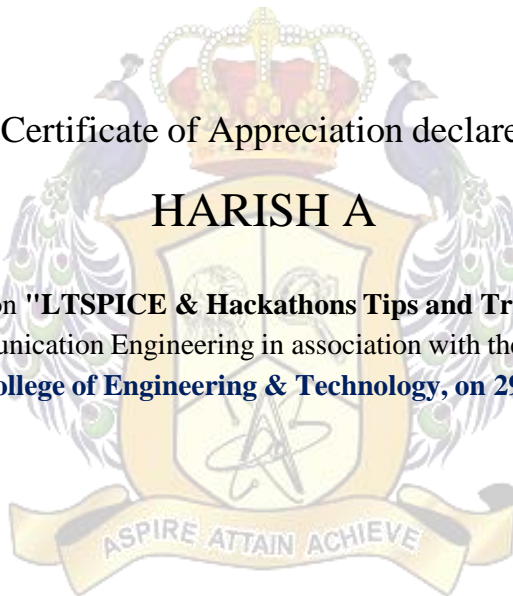 Certificate of Appreciation declare
HARISH A
on "LTSPICE & Hackathons Tips and Tr
unication Engineering in association with the
ollege of Engineering & Technology, on 29
ASPIRE ATTAIN ACHIEVE